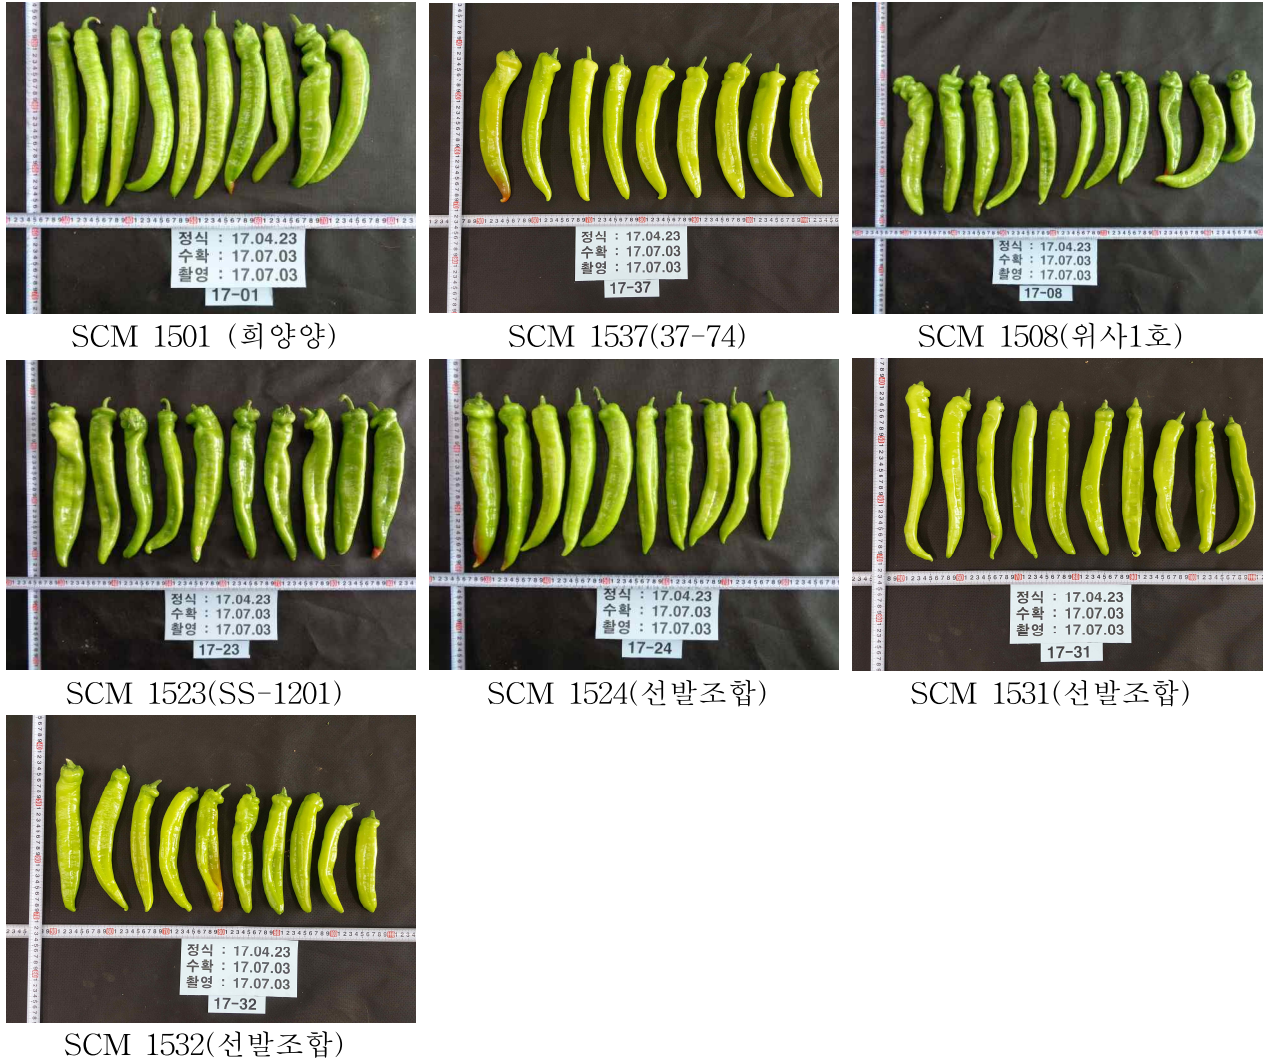 정식 : 17.04.23
수확 : 17.07.03
촬영 : 17.07.03
17-01
SCM 1501 (희양양)
정식 : 17.04.23
수확 : 17.07.03
촬영 : 17.07.03
17-37
SCM 1537(37-74)
정식 : 17.04.23
수확 : 17.07.03
촬영 : 17.07.03
17-08
SCM 1508(위사1호)
정식 : 17.04.23
수확 : 17.07.03
촬영 : 17.07.03
17-23
SCM 1523(SS-1201)
정식 : 17.04.23
수확 : 17.07.03
촬영 : 17.07.03
17-24
SCM 1524(선발조합)
정식 : 17.04.23
수확 : 17.07.03
촬영 : 17.07.03
17-31
SCM 1531(선발조합)
정식 : 17.04.23
수확 : 17.07.03
촬영 : 17.07.03
17-32
SCM 1532(선발조합)